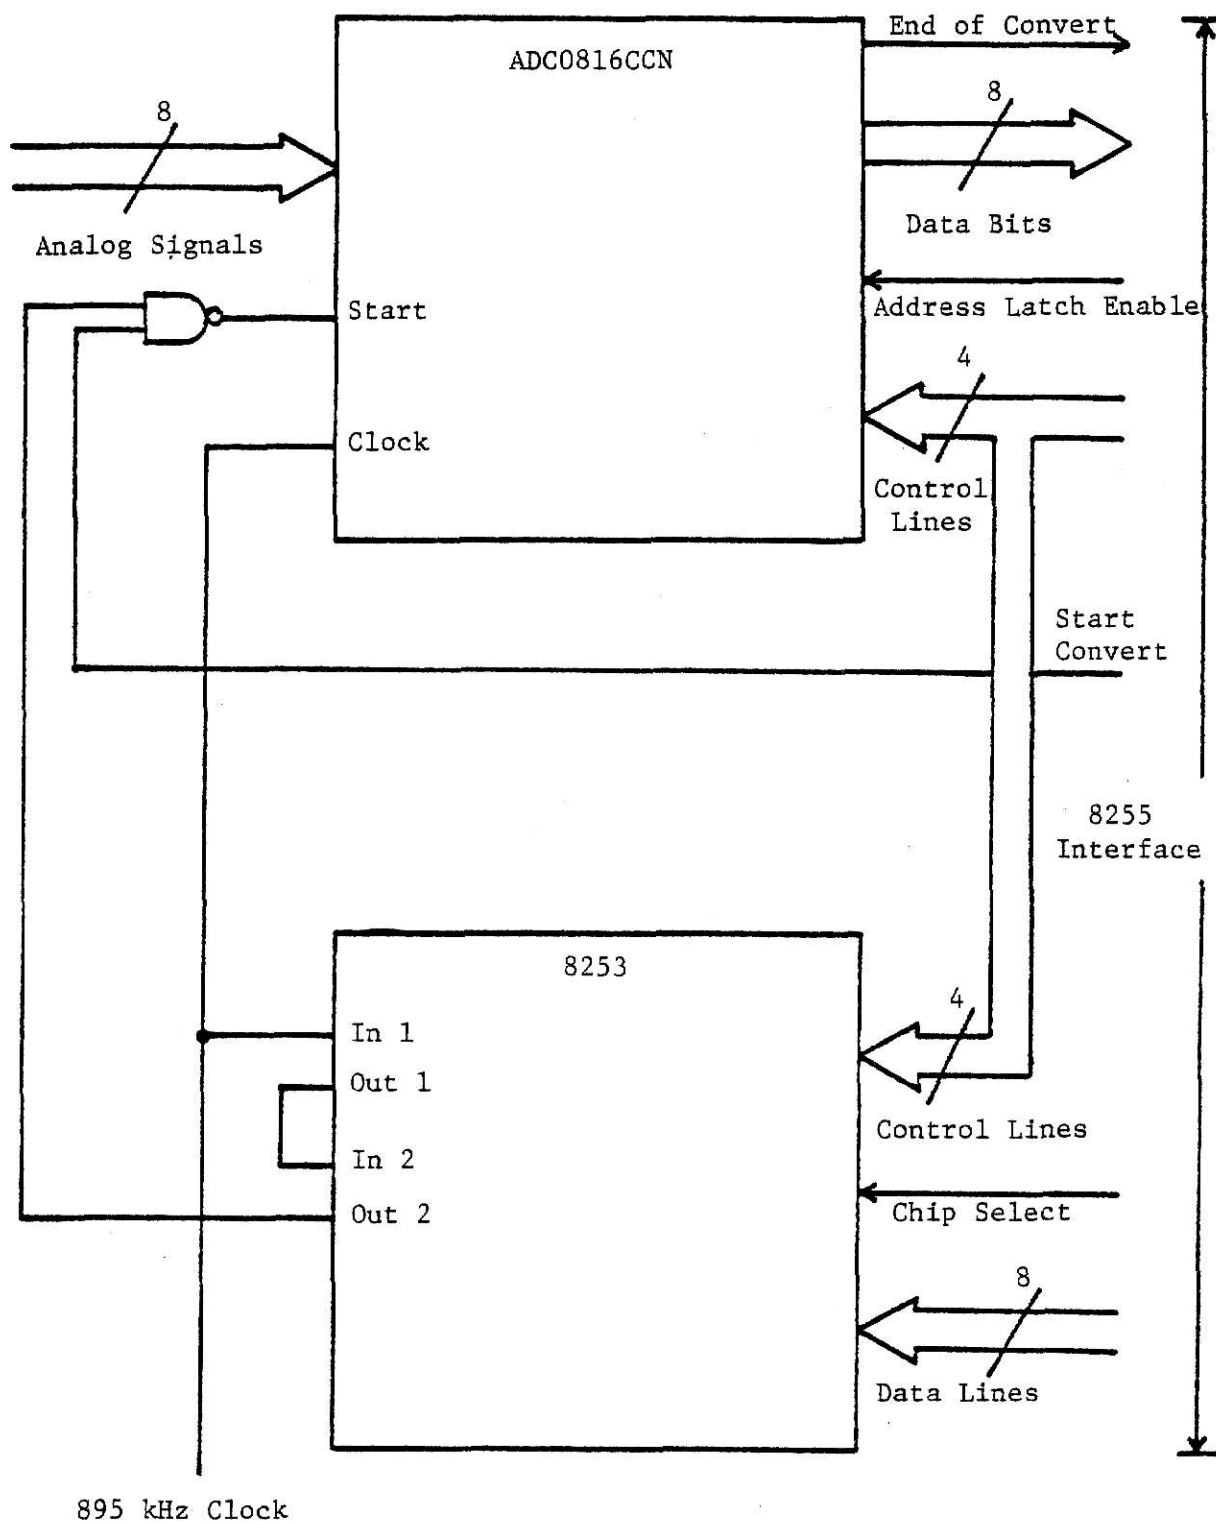 End of Convert
ADC0816CCN
8
8
Analog Signals
Data Bits
Start
Address Latch Enable
4
Clock
Control
Lines
Start
Convert
8255
Interface
8253
4
In 1
Out 1
Control Lines
In 2
Chip Select
Out 2
8
Data Lines
895 kHz Clock